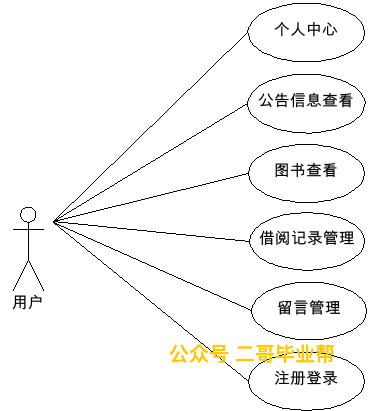 个人中心
公告信息查看
图书查看
借阅记录管理
用户
留言管理
公众号 二哥毕业帮
注册登录